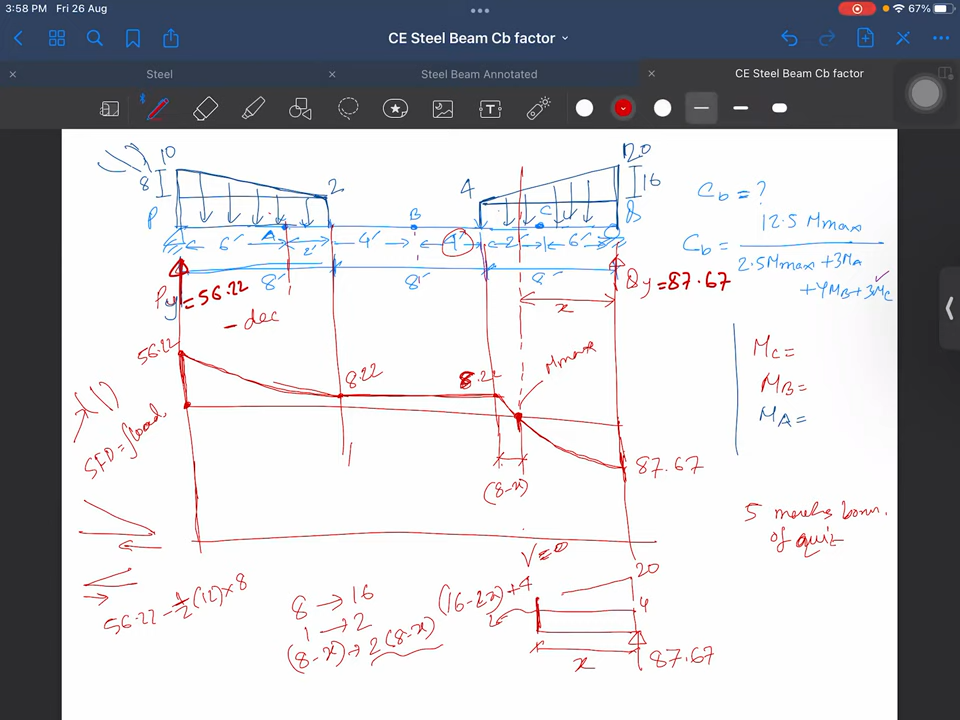 3:58 PM Fri 26 Aug
67%
CE Steel Beam Cb factor
Steel
Steel Beam Annotated
CE Steel Beam Cb factor
10
8
2
4
20
16
P
A
B
C
6'
2'
4'
4'
2'
6'
8'
8'
8'
Py = 56.22
Qy = 87.67
x
- dec
Cb = ?
Cb = 12.5 Mmax
2.5 Mmax + 3MA
+ 4MB + 3MC
56.22
8.22
8.22
Mmax
MC =
MB =
MA =
SFD = ∫load
(8-x)
87.67
5 marks bonus
of quiz
V=0
56.22 - 1/2 (12) × 8
8 → 16
1 → 2
(8-x) → 2(8-x)
(16-2x)+4
20
4
x
87.67